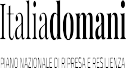 Italiadomani
PIANO NAZIONALE DI RIPRESA E RESILIENZA